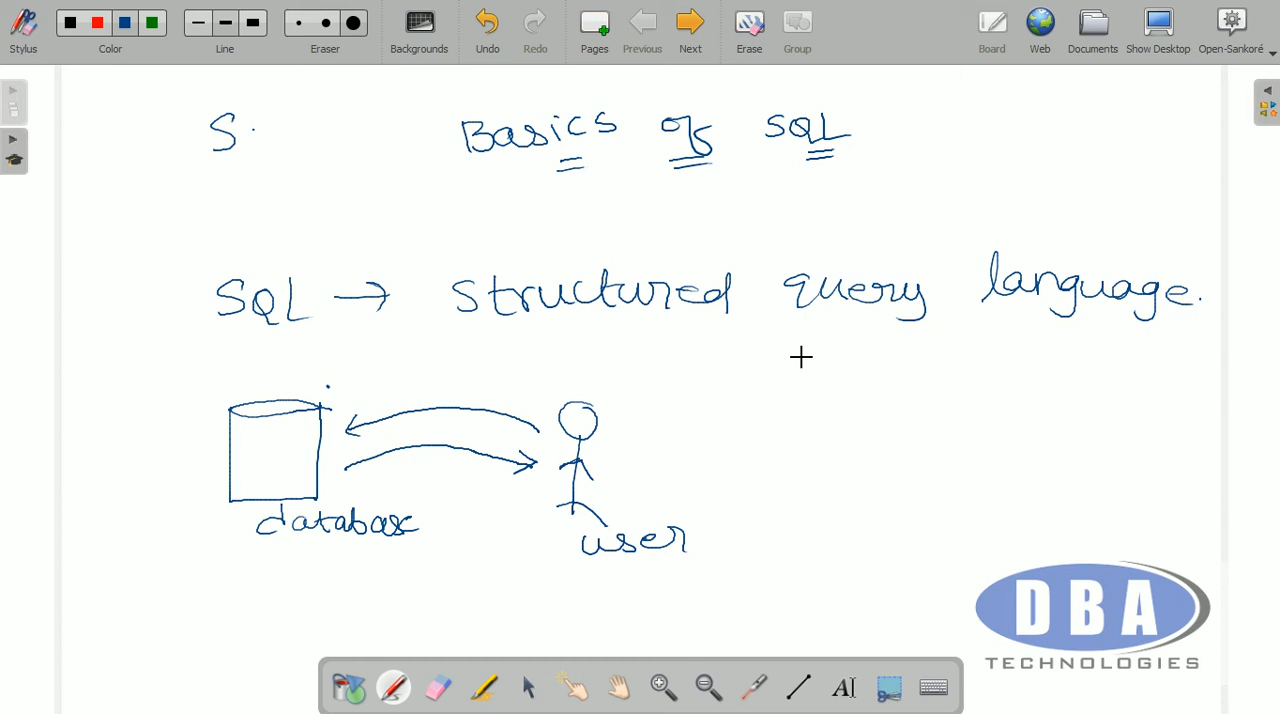 Stylus Color Line Eraser Backgrounds Undo Redo Pages Previous Next Erase Group Board Web Documents Show Desktop Open-Sankoré
S. Basics of SQL
SQL → structured query language.
database
user
DBA
TECHNOLOGIES
AI